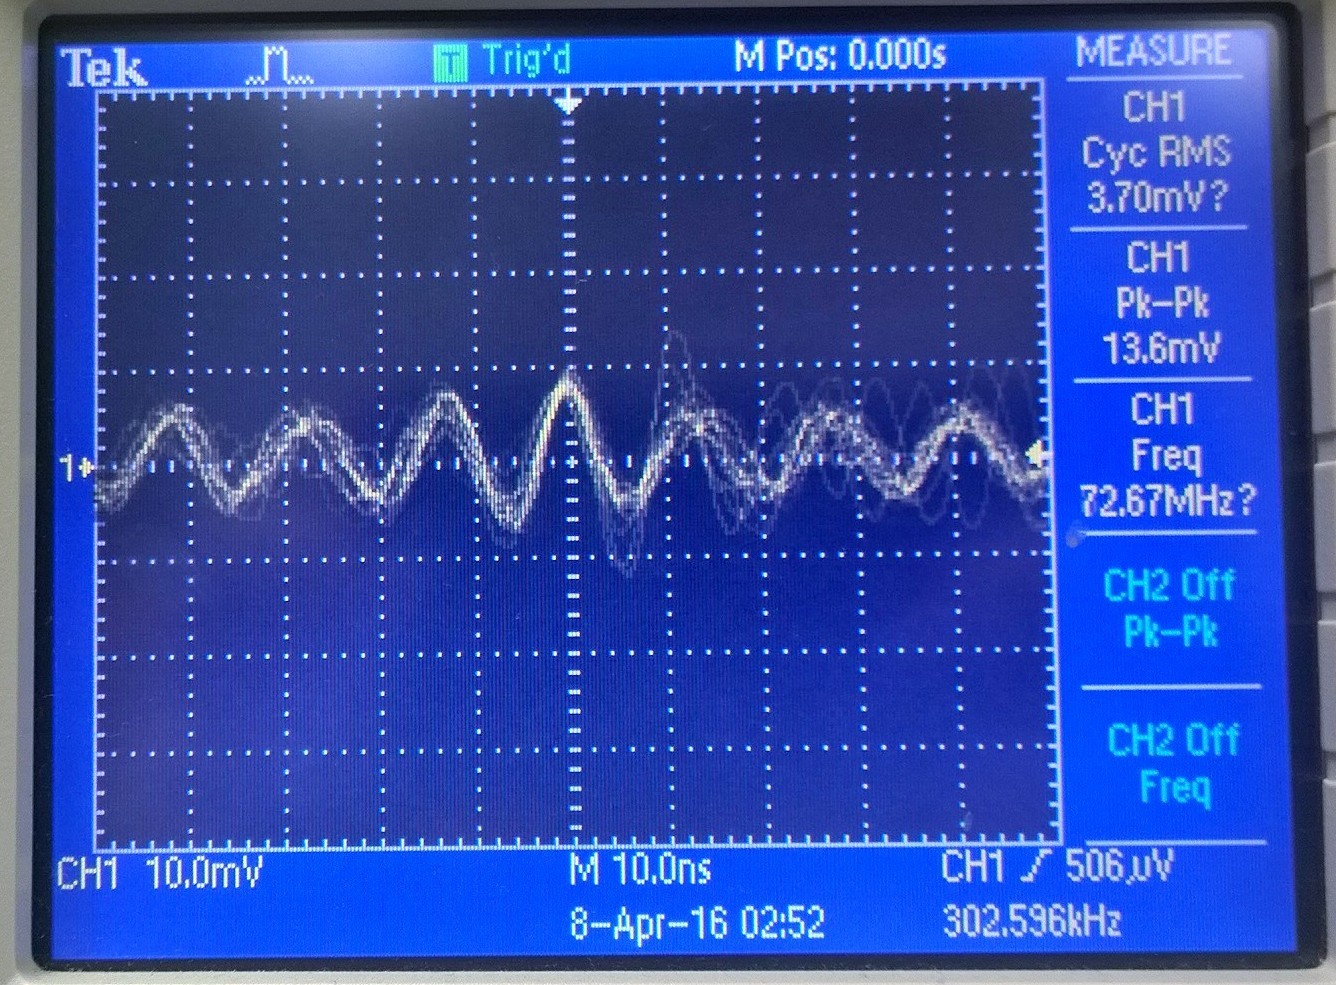 Tek
T Trig'd
M Pos: 0.000s
MEASURE
CH1
Cyc RMS
3.70mV?
CH1
Pk-Pk
13.6mV
CH1
Freq
72.67MHz?
CH2 Off
Pk-Pk
CH2 Off
Freq
1
CH1 10.0mV
M 10.0ns
CH1 506µV
8-Apr-16 02:52
302.596kHz